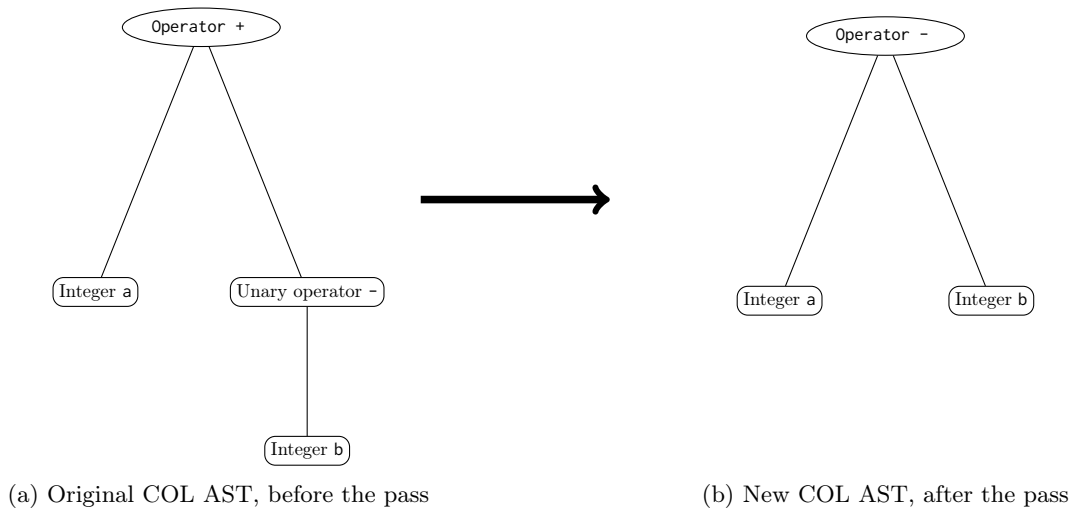 Operator +
Operator -
Integer a
Unary operator -
Integer a
Integer b
Integer b
(a) Original COL AST, before the pass
(b) New COL AST, after the pass